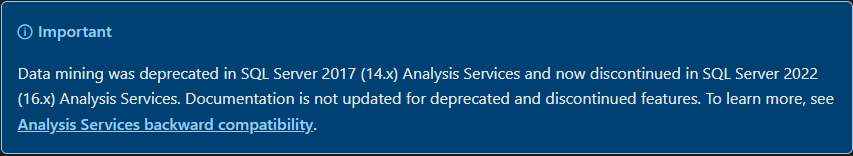 Important
Data mining was deprecated in SQL Server 2017 (14.x) Analysis Services and now discontinued in SQL Server 2022
(16.x) Analysis Services. Documentation is not updated for deprecated and discontinued features. To learn more, see
Analysis Services backward compatibility.